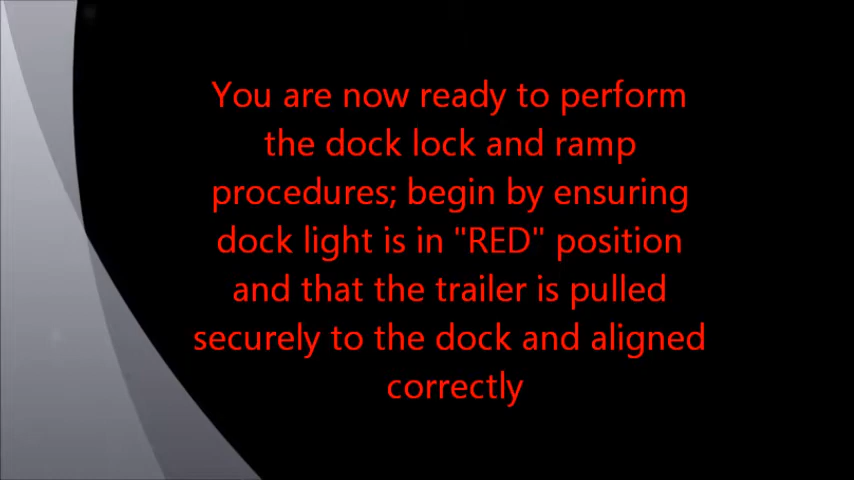 You are now ready to perform
the dock lock and ramp
procedures; begin by ensuring
dock light is in "RED" position
and that the trailer is pulled
securely to the dock and aligned
correctly